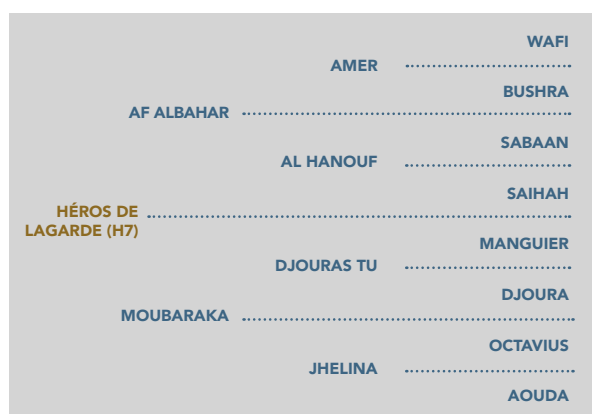 WAFI
AMER
BUSHRA
AF ALBAHAR
SABAAN
AL HANOUF
SAIHAH
HÉROS DE
LAGARDE (H7)
MANGUIER
DJOURAS TU
DJOURA
MOUBARAKA
OCTAVIUS
JHELINA
AOUDA